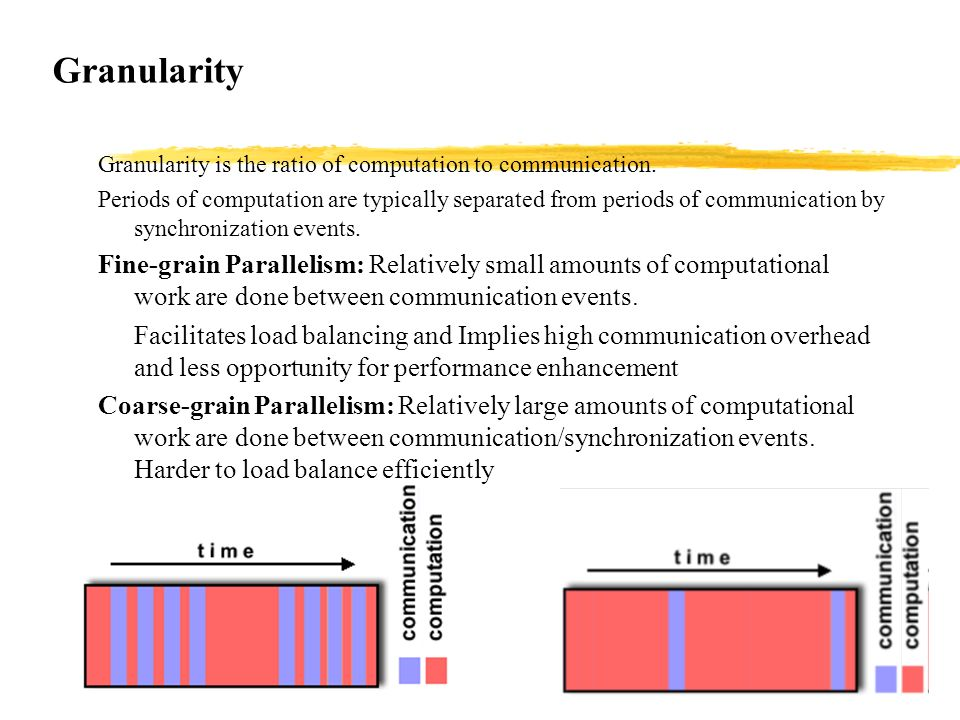 Granularity
Granularity is the ratio of computation to communication.
Periods of computation are typically separated from periods of communication by
synchronization events.
Fine-grain Parallelism: Relatively small amounts of computational
work are done between communication events.
Facilitates load balancing and Implies high communication overhead
and less opportunity for performance enhancement
Coarse-grain Parallelism: Relatively large amounts of computational
work are done between communication/synchronization events.
Harder to load balance efficiently
time
communication
computation
time
communication
computation